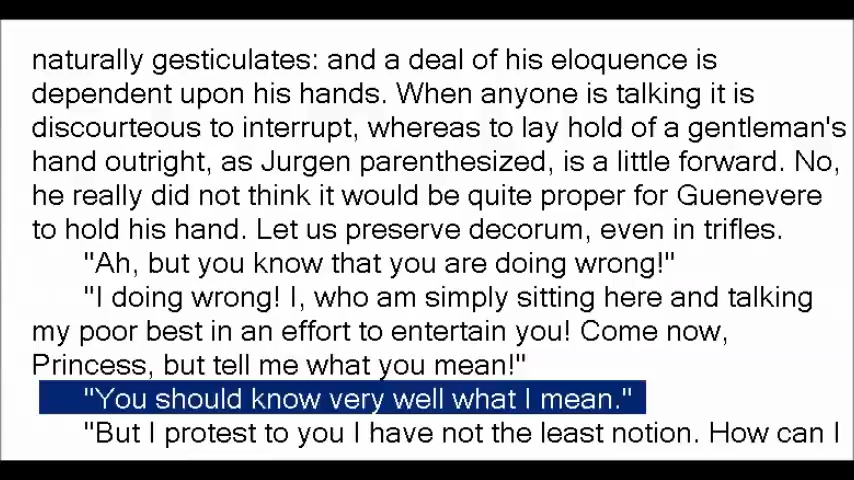 naturally gesticulates: and a deal of his eloquence is
dependent upon his hands. When anyone is talking it is
discourteous to interrupt, whereas to lay hold of a gentleman's
hand outright, as Jurgen parenthesized, is a little forward. No,
he really did not think it would be quite proper for Guenevere
to hold his hand. Let us preserve decorum, even in trifles.
"Ah, but you know that you are doing wrong!"
"I doing wrong! I, who am simply sitting here and talking
my poor best in an effort to entertain you! Come now,
Princess, but tell me what you mean!"
"You should know very well what I mean."
"But I protest to you I have not the least notion. How can I